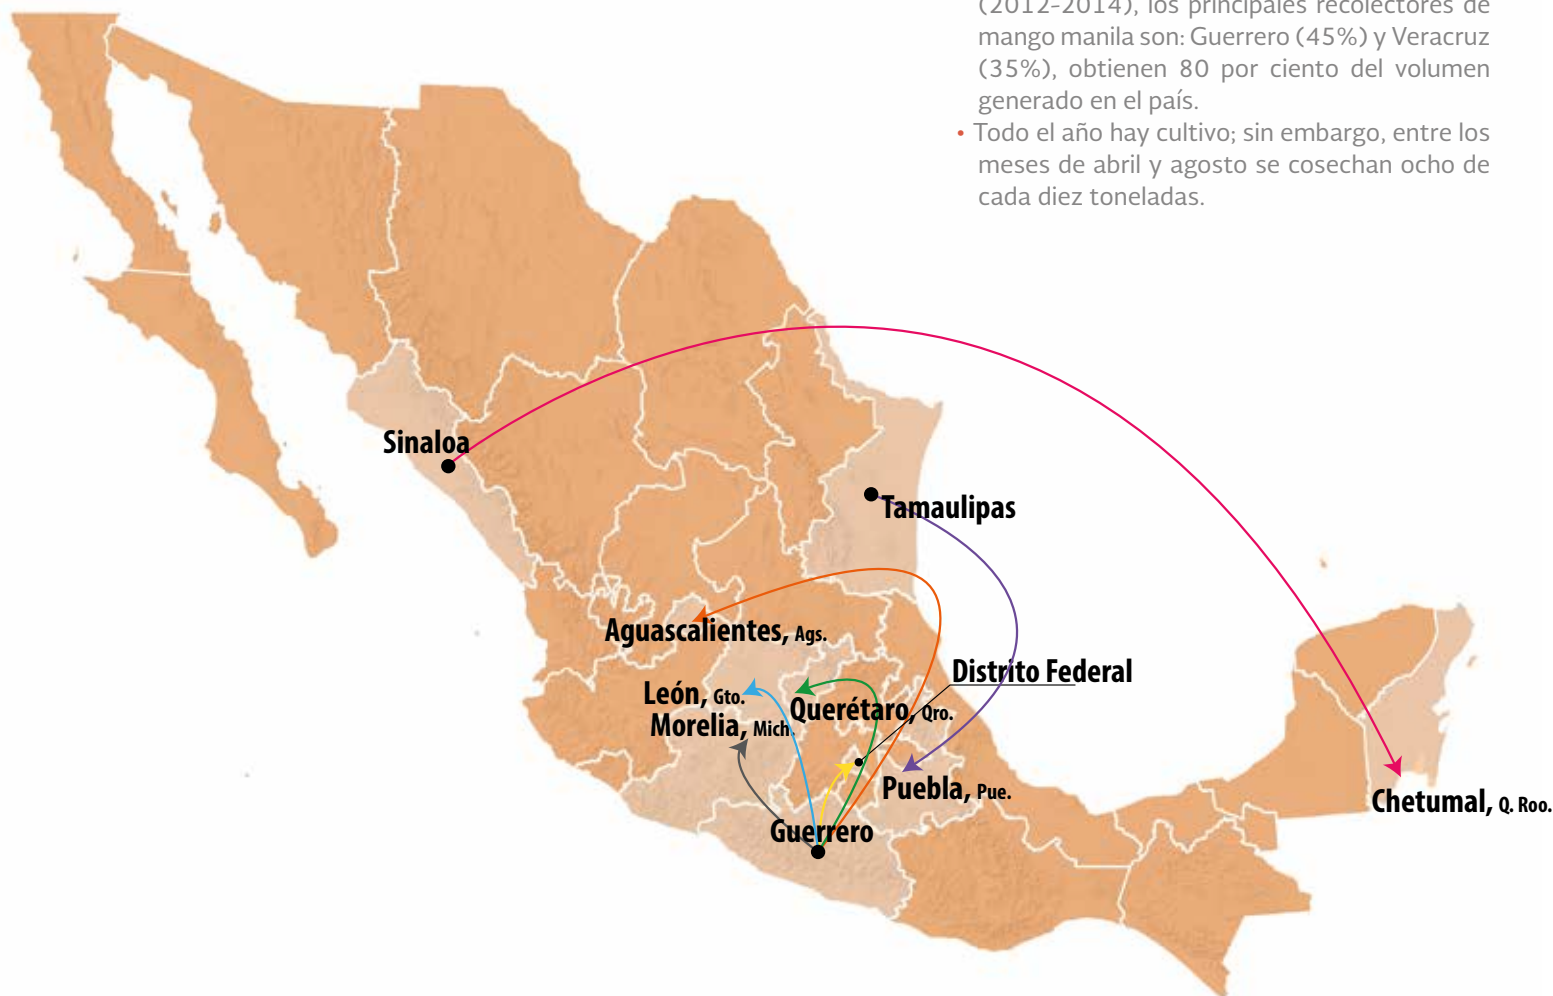 (2012-2014), los principales recolectores de
mango manila son: Guerrero (45%) y Veracruz
(35%), obtienen 80 por ciento del volumen
generado en el país.
• Todo el año hay cultivo; sin embargo, entre los
meses de abril y agosto se cosechan ocho de
cada diez toneladas.
Sinaloa
Tamaulipas
Aguascalientes, Ags.
Distrito Federal
León, Gto.
Querétaro, Qro.
Morelia, Mich.
Puebla, Pue.
Chetumal, Q. Roo.
Guerrero